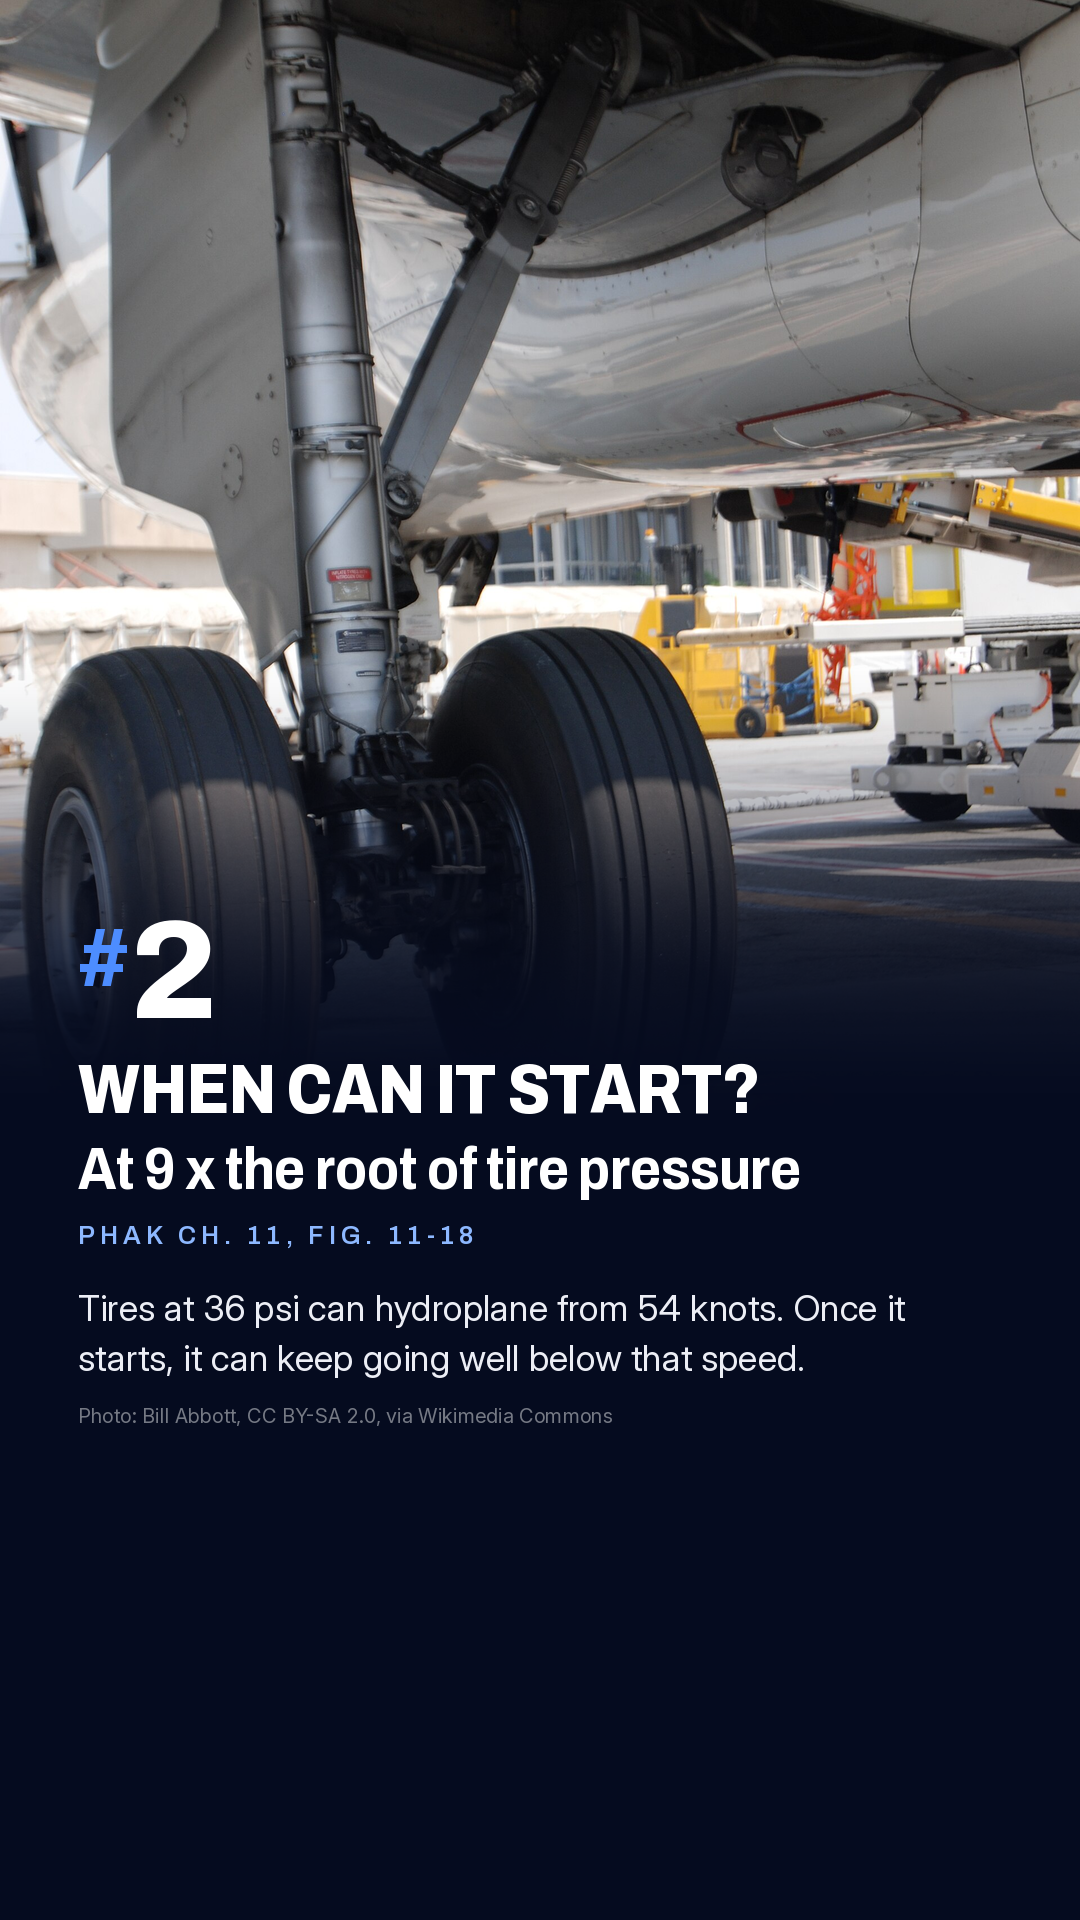 #2
WHEN CAN IT START?
At 9 x the root of tire pressure
PHAK CH. 11, FIG. 11-18
Tires at 36 psi can hydroplane from 54 knots. Once it
starts, it can keep going well below that speed.
Photo: Bill Abbott, CC BY-SA 2.0, via Wikimedia Commons